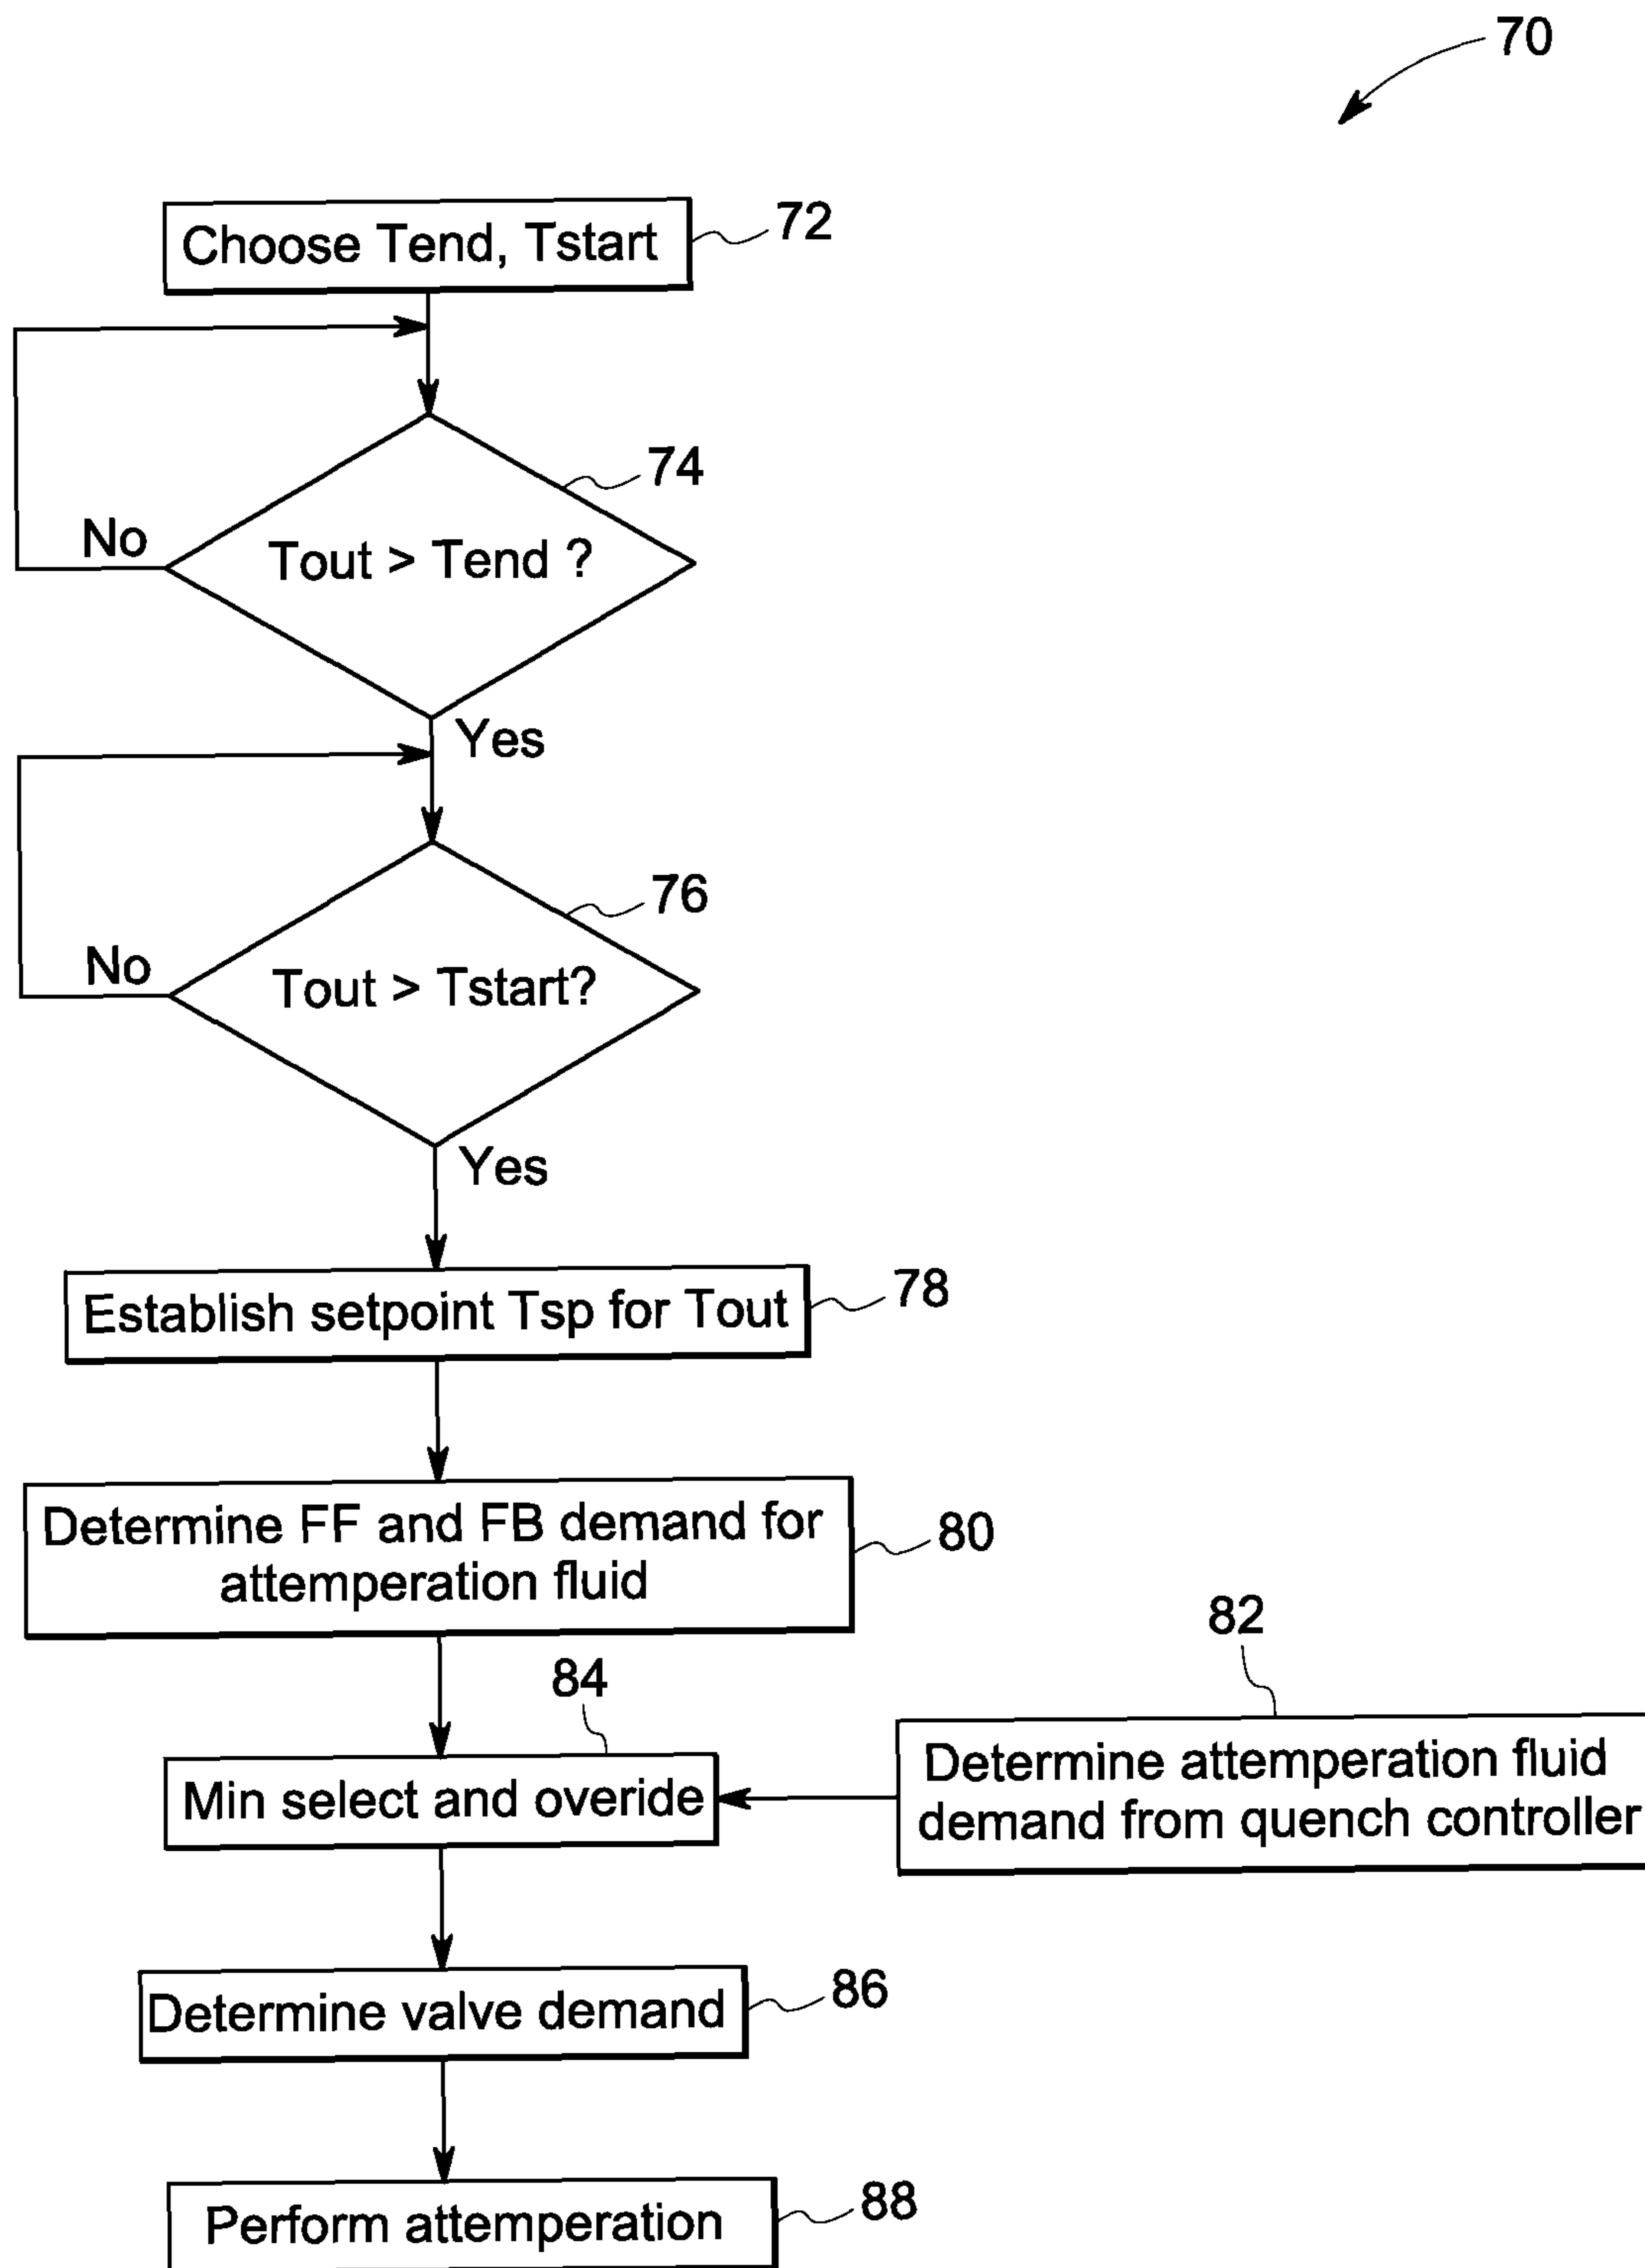 70
Choose Tend, Tstart
72
74
No
Tout > Tend ?
Yes
76
No
Tout > Tstart?
Yes
Establish setpoint Tsp for Tout
78
Determine FF and FB demand for
attemperation fluid
80
82
84
Min select and overide
Determine attemperation fluid
demand from quench controller
Determine valve demand
86
Perform attemperation
88